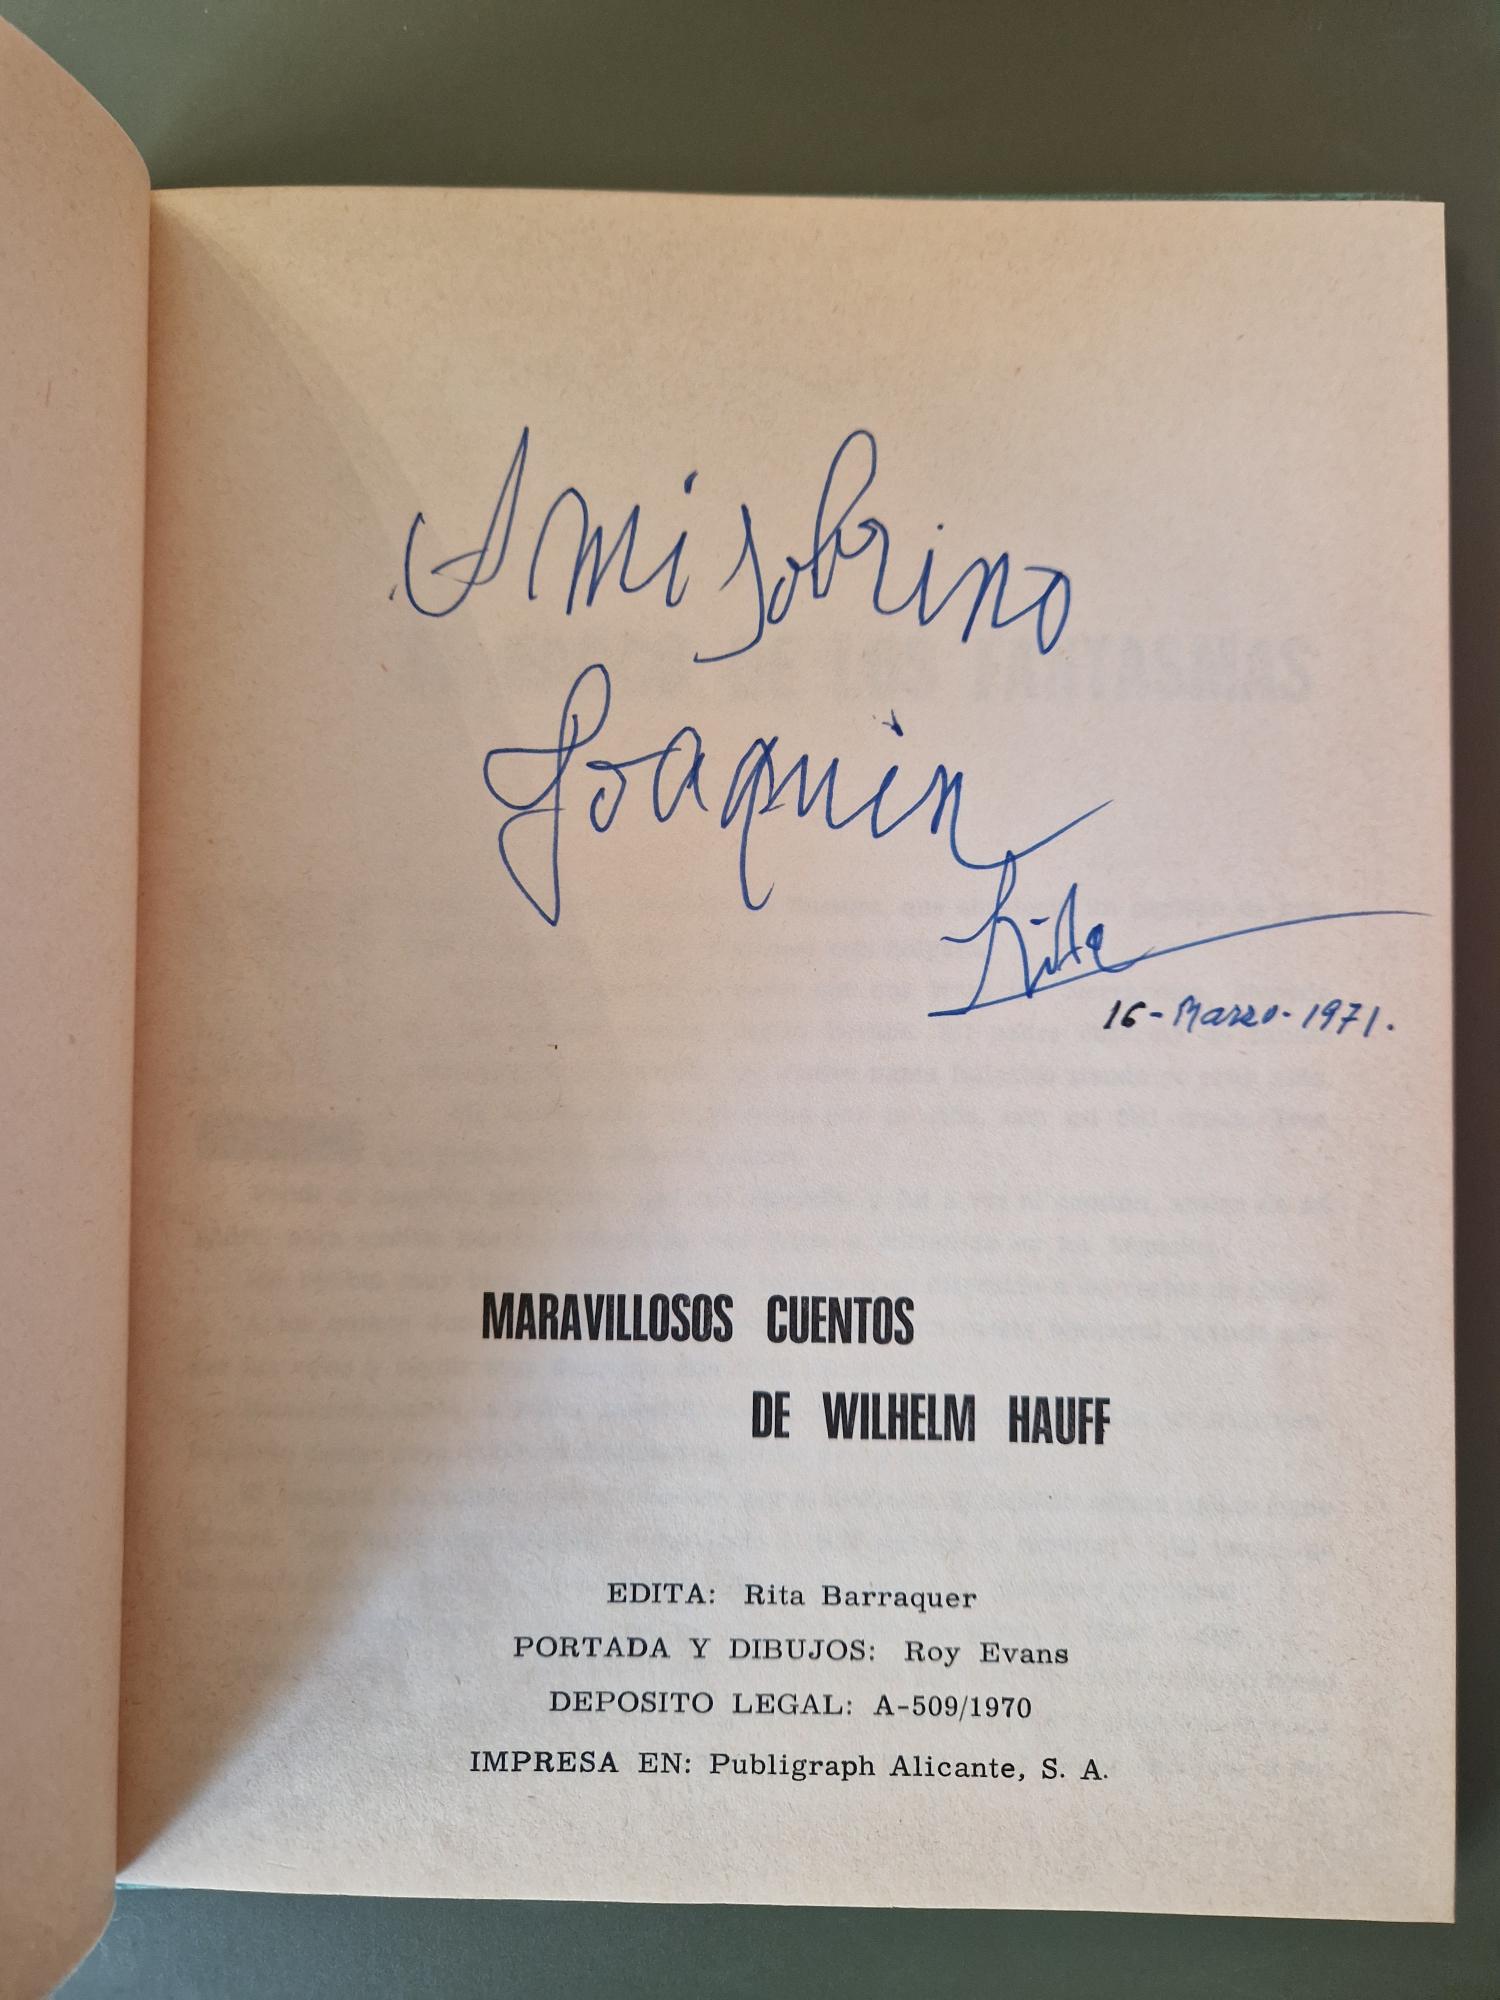 A mi sobrino
Joaquin
Rita
16-Marzo-1971.
MARAVILLOSOS CUENTOS
DE WILHELM HAUFF
EDITA: Rita Barraquer
PORTADA Y DIBUJOS: Roy Evans
DEPOSITO LEGAL: A-509/1970
IMPRESA EN: Publigraph Alicante, S. A.